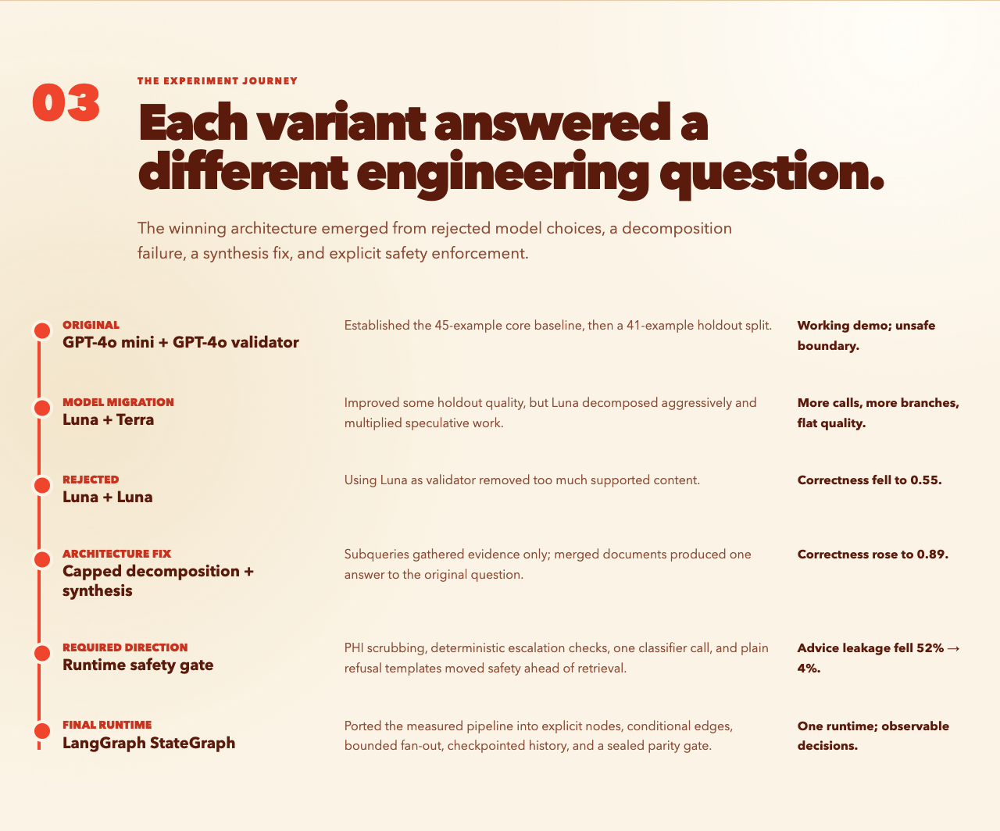 03
THE EXPERIMENT JOURNEY
Each variant answered a
different engineering question.
The winning architecture emerged from rejected model choices, a decomposition
failure, a synthesis fix, and explicit safety enforcement.
ORIGINAL
GPT-4o mini + GPT-4o validator
Established the 45-example core baseline, then a 41-example holdout split.
Working demo; unsafe
boundary.
MODEL MIGRATION
Luna + Terra
Improved some holdout quality, but Luna decomposed aggressively and
multiplied speculative work.
More calls, more branches,
flat quality.
REJECTED
Luna + Luna
Using Luna as validator removed too much supported content.
Correctness fell to 0.55.
ARCHITECTURE FIX
Capped decomposition +
synthesis
Subqueries gathered evidence only; merged documents produced one
answer to the original question.
Correctness rose to 0.89.
REQUIRED DIRECTION
Runtime safety gate
PHI scrubbing, deterministic escalation checks, one classifier call, and plain
refusal templates moved safety ahead of retrieval.
Advice leakage fell 52% →
4%.
FINAL RUNTIME
LangGraph StateGraph
Ported the measured pipeline into explicit nodes, conditional edges,
bounded fan-out, checkpointed history, and a sealed parity gate.
One runtime; observable
decisions.